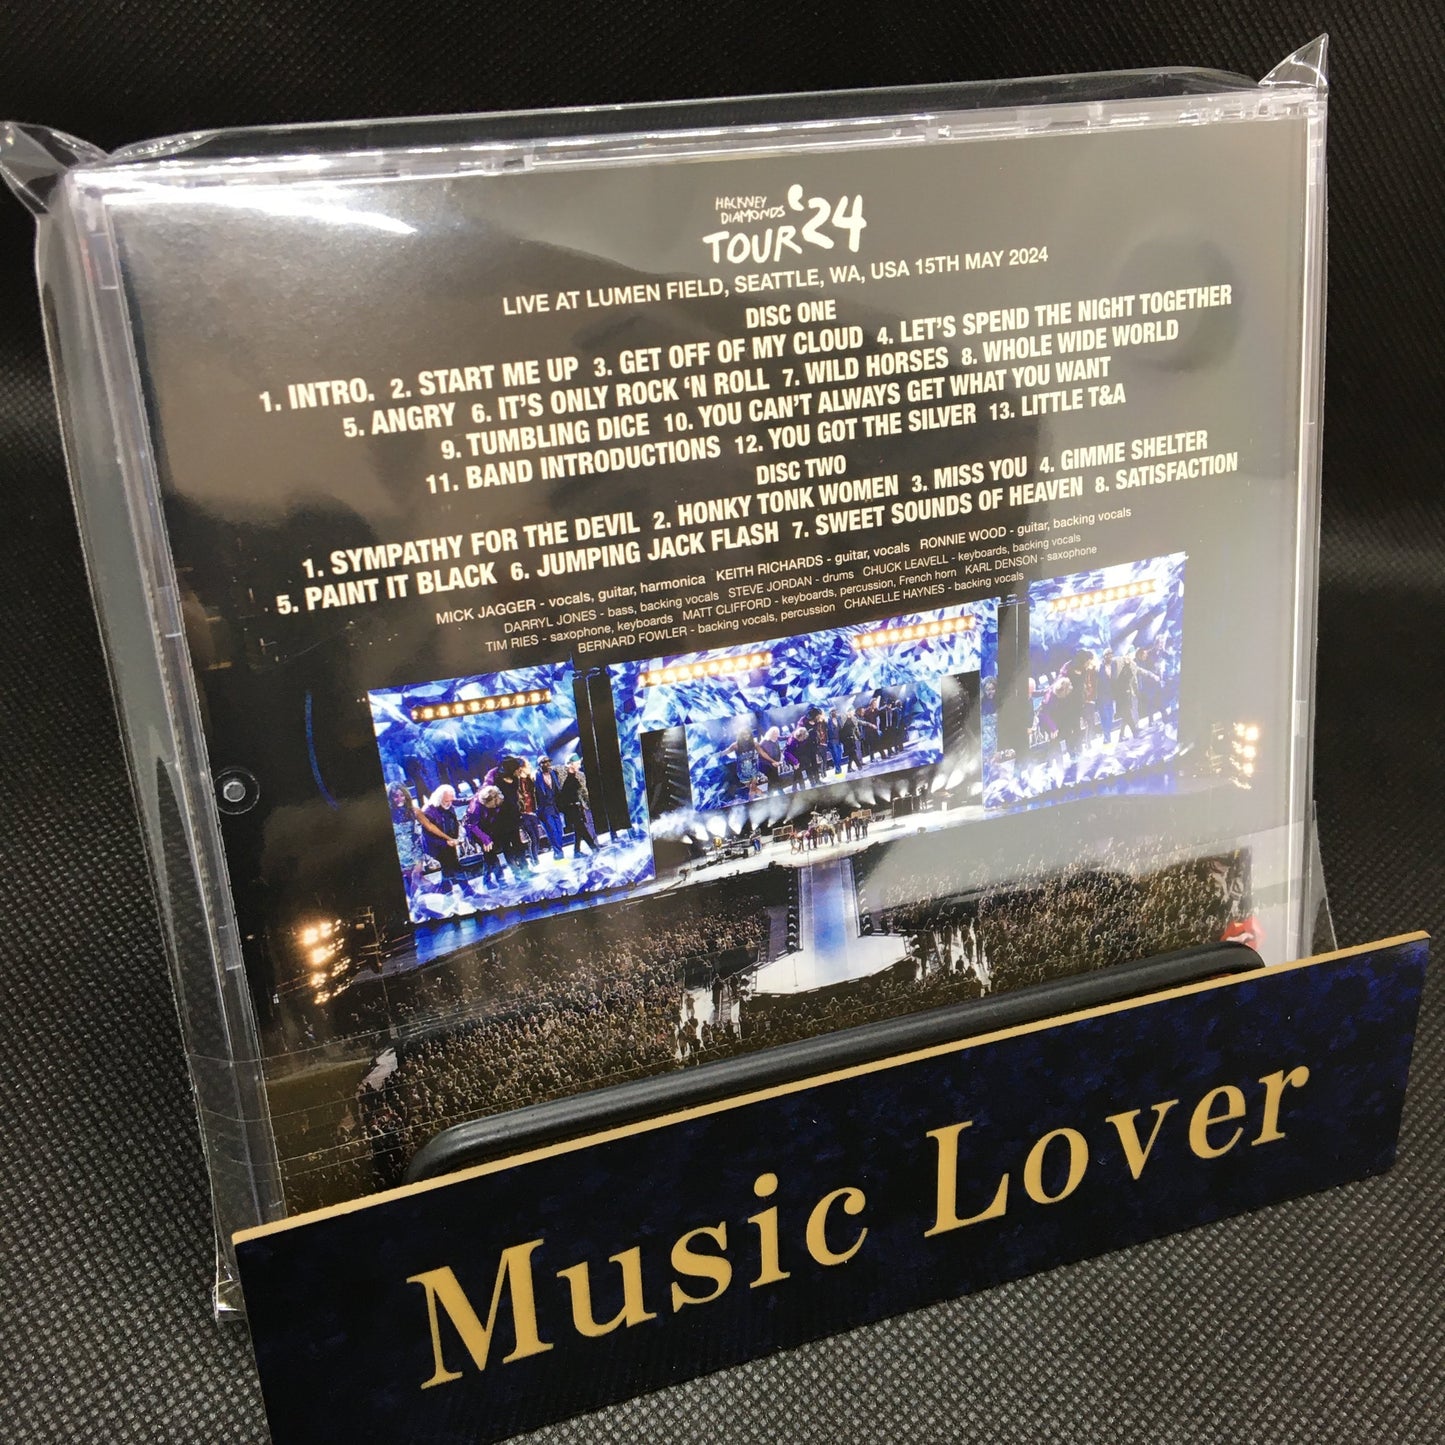 HACKNEY
DIAMONDS '24
TOUR
LIVE AT LUMEN FIELD, SEATTLE, WA, USA 15TH MAY 2024
DISC ONE
1. INTRO. 2. START ME UP 3. GET OFF OF MY CLOUD 4. LET'S SPEND THE NIGHT TOGETHER
5. ANGRY 6. IT'S ONLY ROCK 'N ROLL 7. WILD HORSES 8. WHOLE WIDE WORLD
9. TUMBLING DICE 10. YOU CAN'T ALWAYS GET WHAT YOU WANT
11. BAND INTRODUCTIONS 12. YOU GOT THE SILVER 13. LITTLE T&A
DISC TWO
1. SYMPATHY FOR THE DEVIL 2. HONKY TONK WOMEN 3. MISS YOU 4. GIMME SHELTER
5. PAINT IT BLACK 6. JUMPING JACK FLASH 7. SWEET SOUNDS OF HEAVEN 8. SATISFACTION
MICK JAGGER - vocals, guitar, harmonica KEITH RICHARDS - guitar, vocals RONNIE WOOD - guitar, backing vocals
DARRYL JONES - bass, backing vocals STEVE JORDAN - drums CHUCK LEAVELL - keyboards, backing vocals
TIM RIES - saxophone, keyboards MATT CLIFFORD - keyboards, percussion, French horn KARL DENSON - saxophone
BERNARD FOWLER - backing vocals, percussion CHANELLE HAYNES - backing vocals
Music Lover